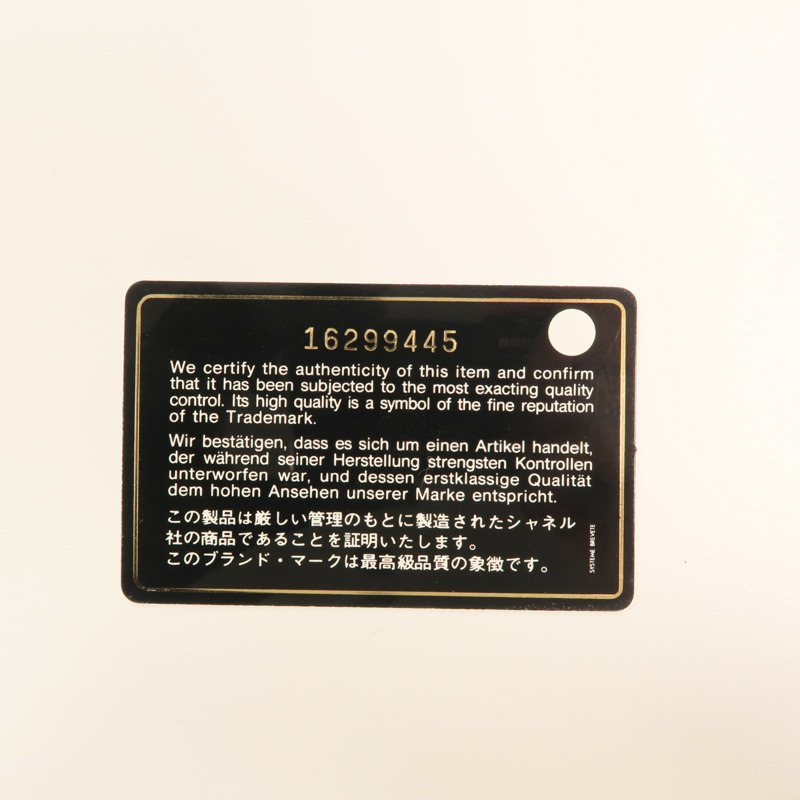 16299445
We certify the authenticity of this item and confirm
that it has been subjected to the most exacting quality
control. Its high quality is a symbol of the fine reputation
of the Trademark.
Wir bestätigen, dass es sich um einen Artikel handelt,
der während seiner Herstellung strengsten Kontrollen
unterworfen war, und dessen erstklassige Qualität
dem hohen Ansehen unserer Marke entspricht.
この製品は厳しい管理のもとに製造されたシャネル
社の商品であることを証明いたします。
このブランド・マークは最高級品質の象徴です。
SYSTEME BREVETE